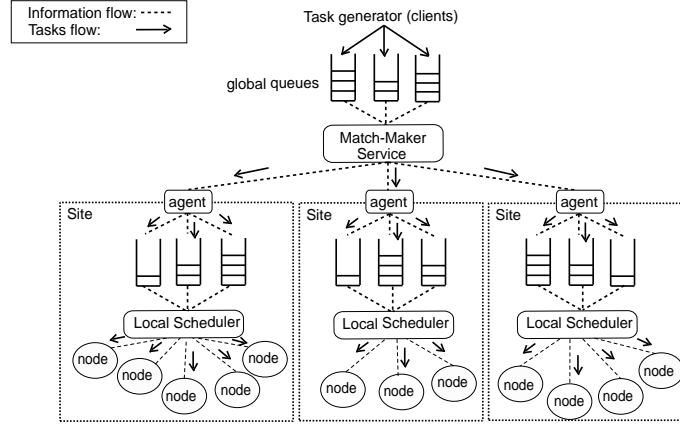 Information flow:
Tasks flow:
Task generator (clients)
global queues
Match-Maker
Service
Site
agent
Site
agent
Site
agent
Local Scheduler
Local Scheduler
Local Scheduler
node
node
node
node
node
node
node
node
node
node
node
node